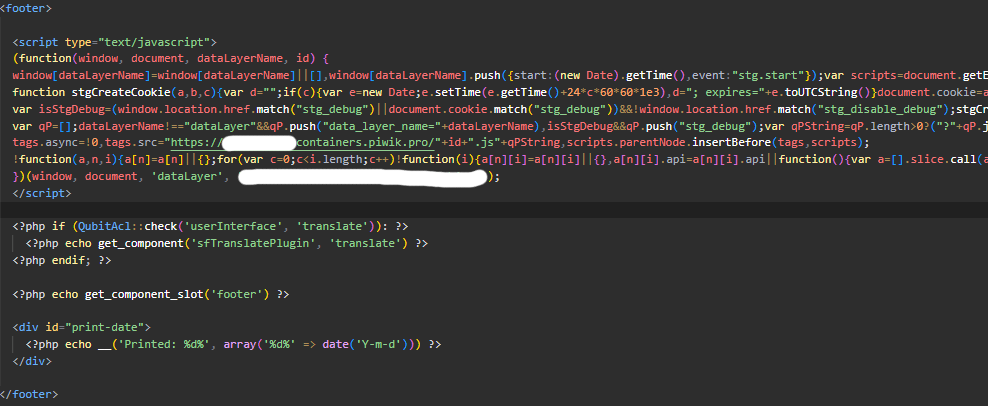 <footer>
<script type="text/javascript">
(function(window, document, dataLayerName, id) {
window[dataLayerName]=window[dataLayerName]||[],window[dataLayerName].push({start:(new Date).getTime(),event:"stg.start"});var scripts=document.getE
function stgCreateCookie(a,b,c){var d="";if(c){var e=new Date;e.setTime(e.getTime()+24*c*60*60*1e3),d="; expires="+e.toUTCString()}document.cookie=a
var isStgDebug=(window.location.href.match("stg_debug")||document.cookie.match("stg_debug"))&&!window.location.href.match("stg_disable_debug");stgCr
var qP=[];dataLayerName!=="dataLayer"&&qP.push("data_layer_name="+dataLayerName),isStgDebug&&qP.push("stg_debug");var qPString=qP.length>0?("?"+qP.j
tags.async=!0,tags.src="https:// containers.piwik.pro/"+id+".js"+qPString,scripts.parentNode.insertBefore(tags,scripts);
!function(a,n,i){a[n]=a[n]||{};for(var c=0;c<i.length;c++)!function(i){a[n][i]=a[n][i]||{},a[n][i].api=a[n][i].api||function(){var a=[].slice.call(a
})(window, document, 'dataLayer', );
</script>
<?php if (QubitAcl::check('userInterface', 'translate')): ?>
<?php echo get_component('sfTranslatePlugin', 'translate') ?>
<?php endif; ?>
<?php echo get_component_slot('footer') ?>
<div id="print-date">
<?php echo __('Printed: %d%', array('%d%' => date('Y-m-d'))) ?>
</div>
</footer>